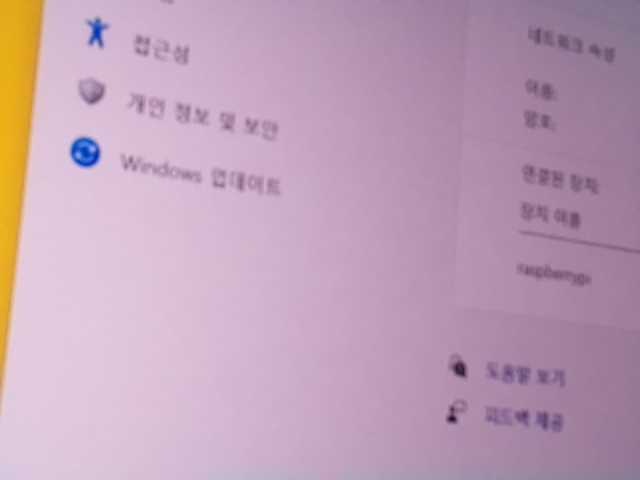 접근성
개인 정보 및 보안
Windows 업데이트
네트워크 속성
이름:
암호:
연결된 장치:
장치 이름
raspberrypi
도움말 보기
피드백 제공